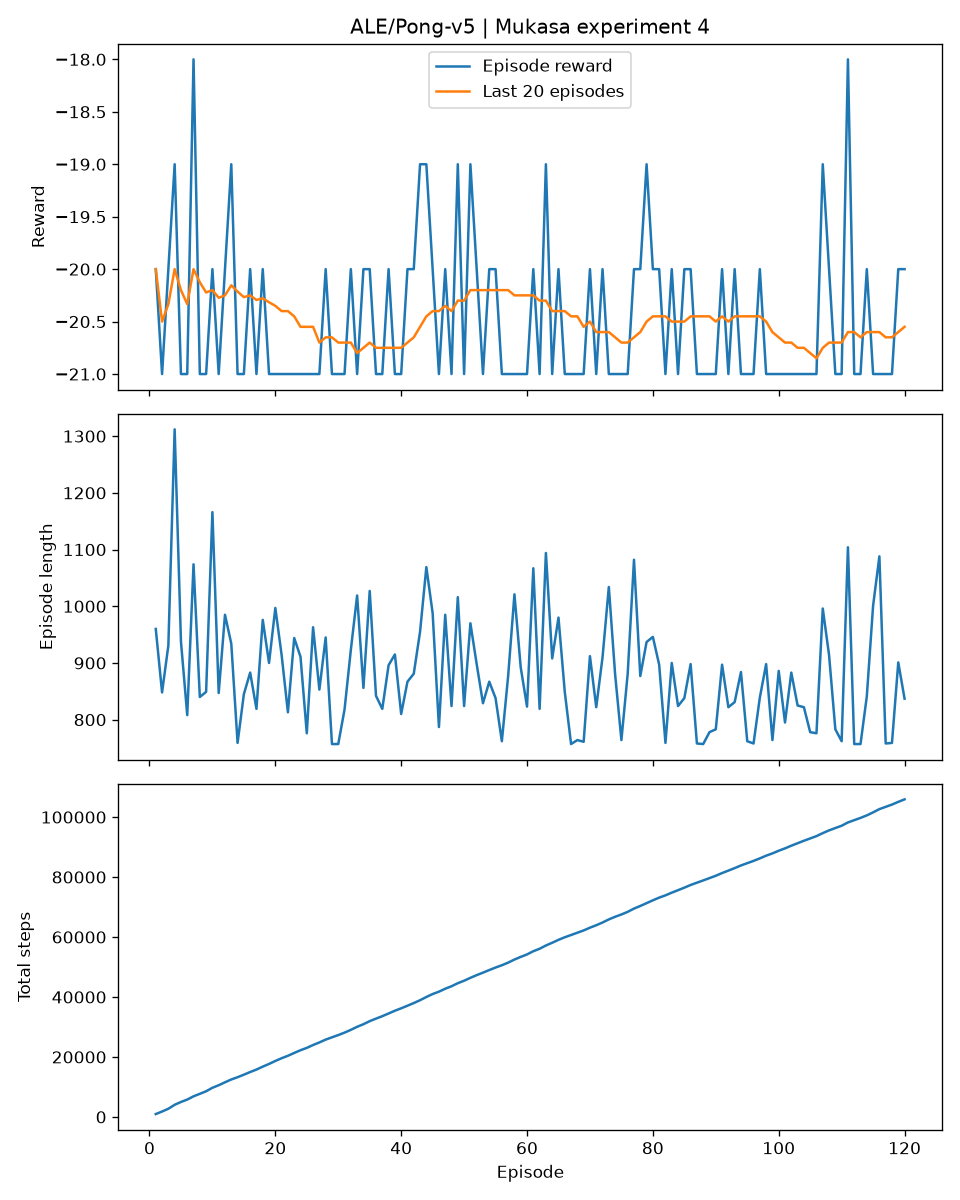 ALE/Pong-v5 | Mukasa experiment 4
Episode reward
Last 20 episodes
Reward
−18.0
−18.5
−19.0
−19.5
−20.0
−20.5
−21.0
Episode length
1300
1200
1100
1000
900
800
Total steps
100000
80000
60000
40000
20000
0
0 20 40 60 80 100 120
Episode